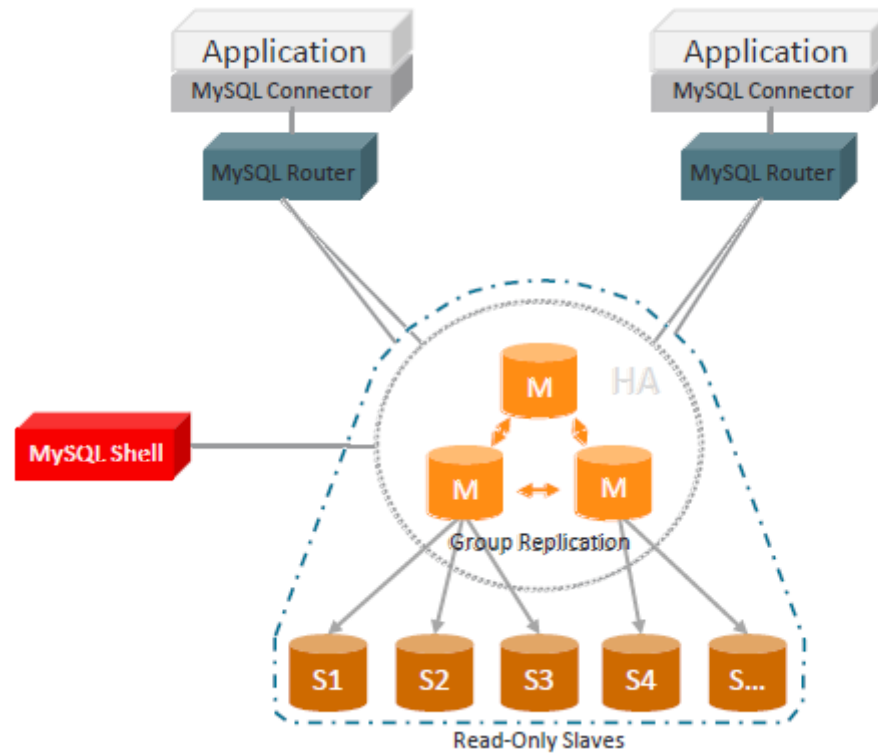 Application
MySQL Connector
MySQL Router
Application
MySQL Connector
MySQL Router
HA
M
MySQL Shell
M
M
Group Replication
S1
S2
S3
S4
S...
Read-Only Slaves